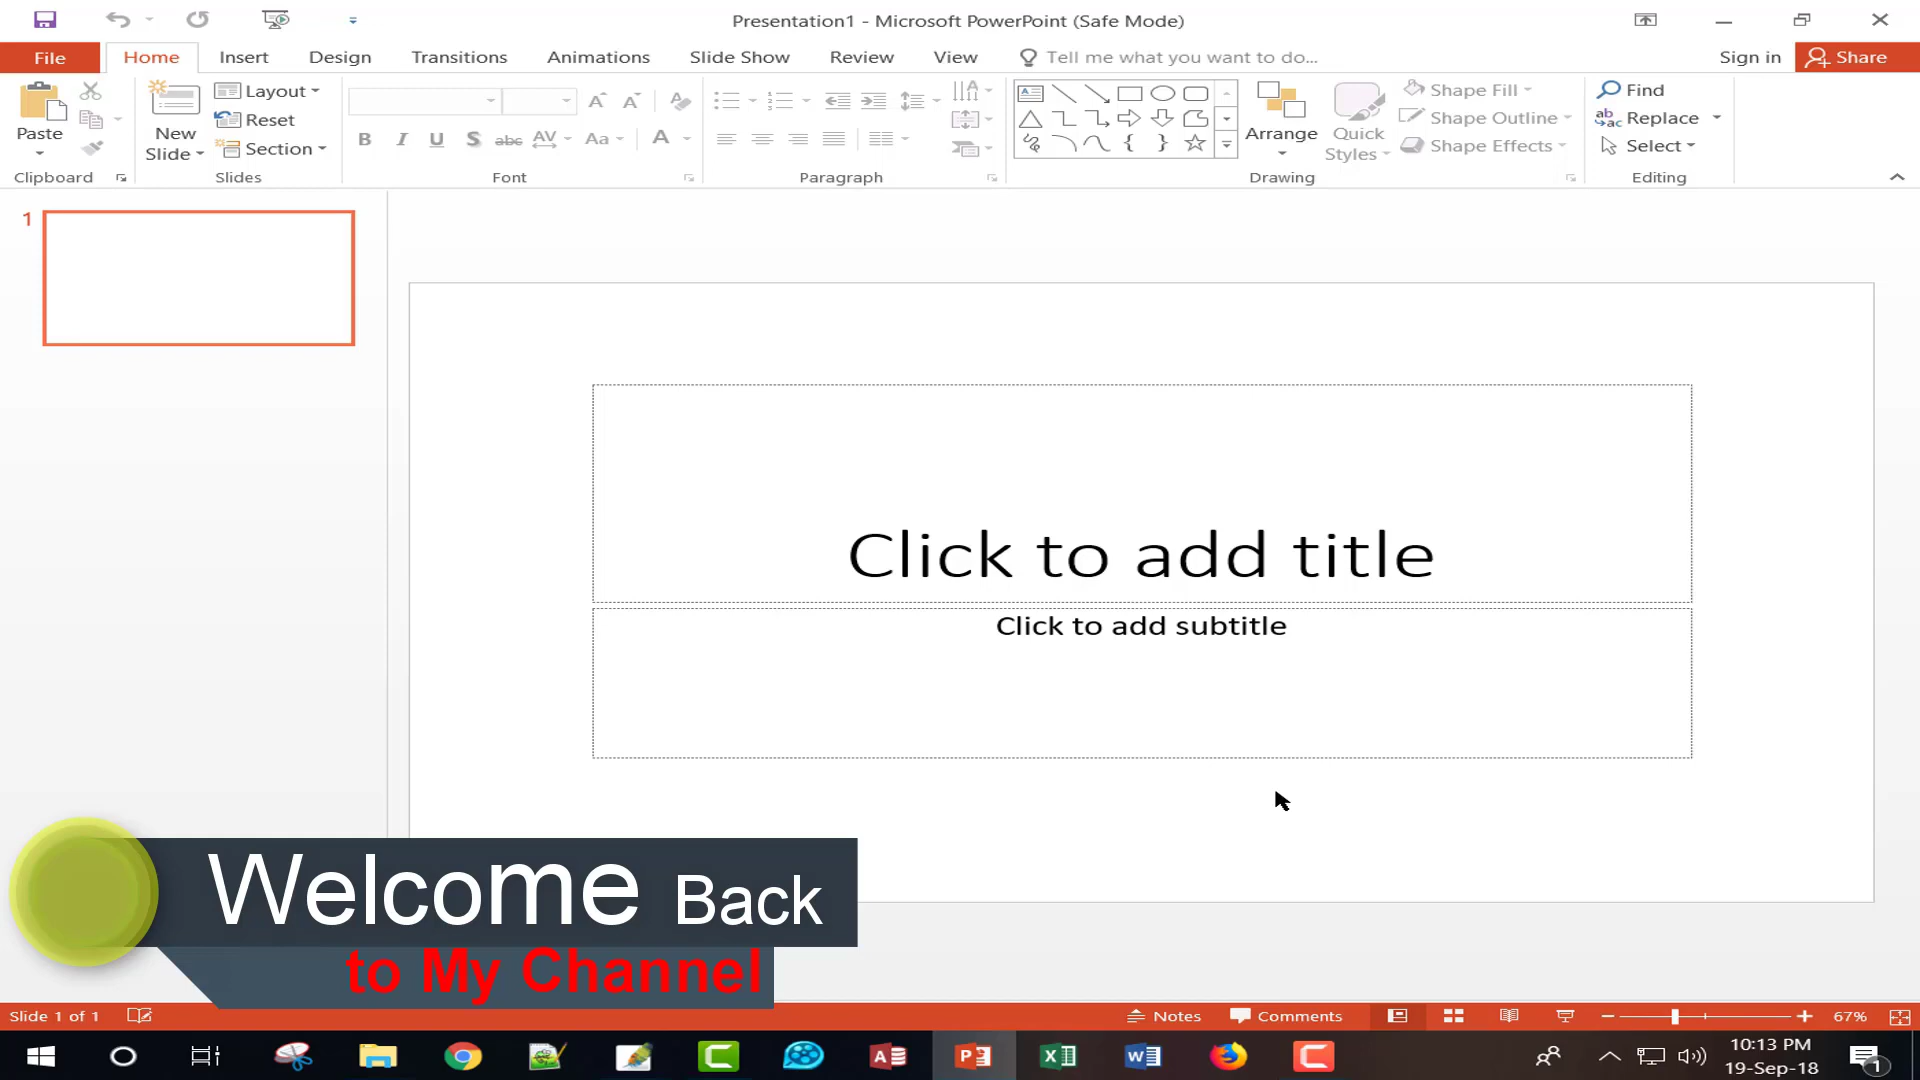 Presentation1 - Microsoft PowerPoint (Safe Mode)
File Home Insert Design Transitions Animations Slide Show Review View Tell me what you want to do... Sign in Share
Paste
New Slide
Layout
Reset
Section
B I U S abc AV Aa A
Arrange
Quick Styles
Shape Fill
Shape Outline
Shape Effects
Find
Replace
Select
Clipboard Slides Font Paragraph Drawing Editing
1
Click to add title
Click to add subtitle
Welcome Back
to My Channel
Slide 1 of 1 Notes Comments 67%
10:13 PM
19-Sep-18
1